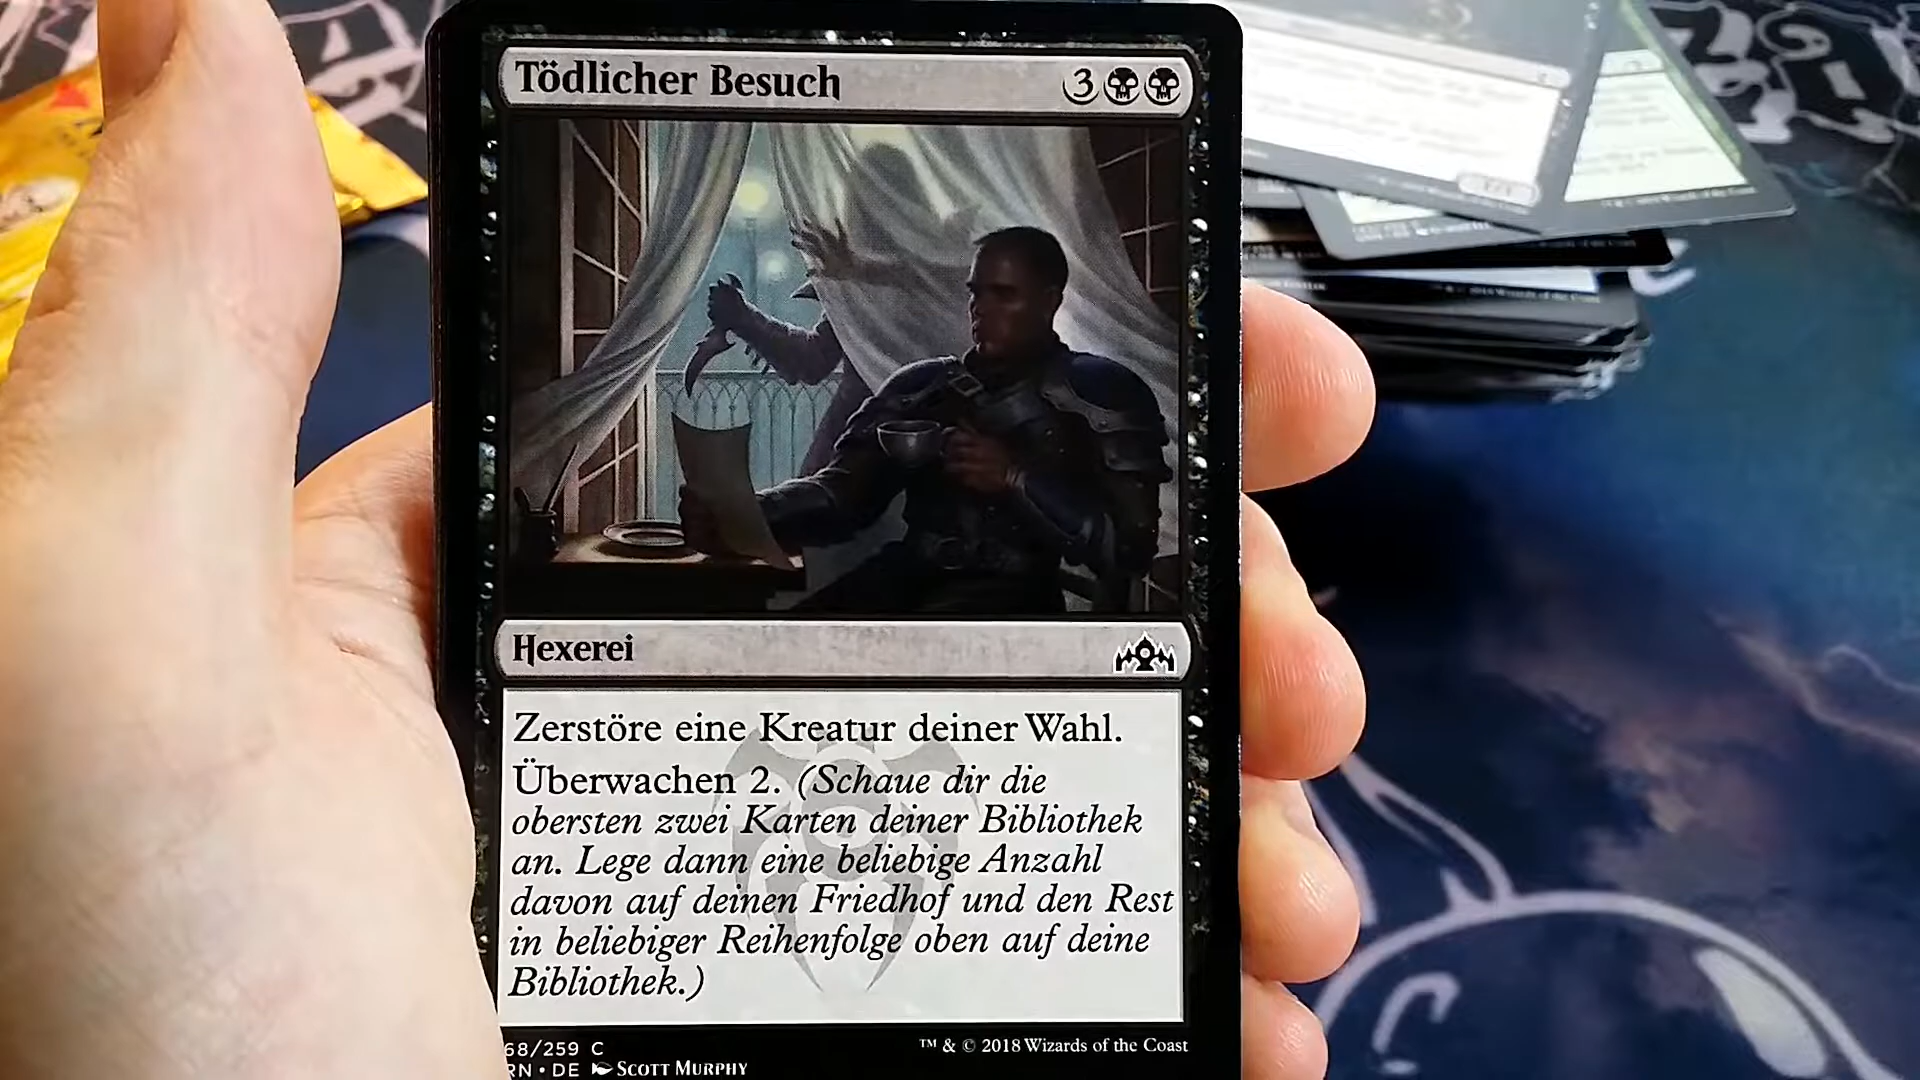 Tödlicher Besuch 3
Hexerei
Zerstöre eine Kreatur deiner Wahl.
Überwachen 2. (Schaue dir die
obersten zwei Karten deiner Bibliothek
an. Lege dann eine beliebige Anzahl
davon auf deinen Friedhof und den Rest
in beliebiger Reihenfolge oben auf deine
Bibliothek.)
68/259 C
RN • DE Scott Murphy
™ & © 2018 Wizards of the Coast